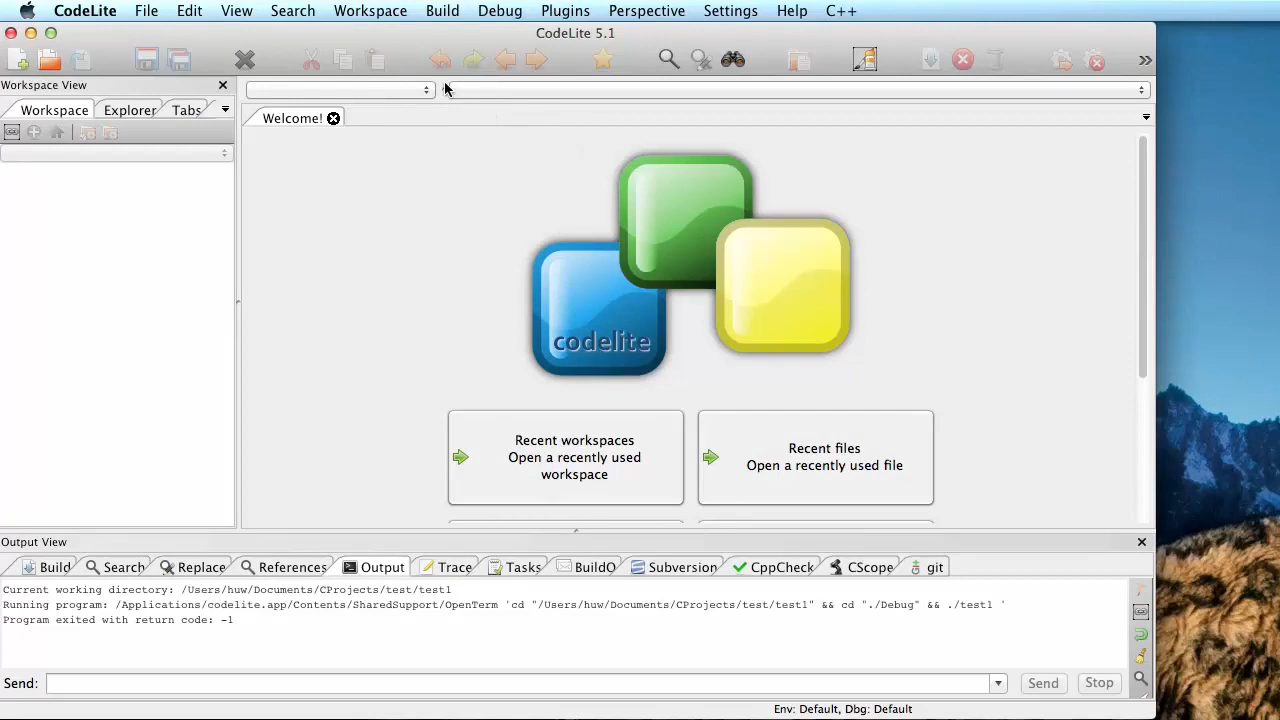 CodeLite File Edit View Search Workspace Build Debug Plugins Perspective Settings Help C++
CodeLite 5.1
»
Workspace View
Workspace Explorer Tabs
Welcome!
codelite
Recent workspaces
Open a recently used
workspace
Recent files
Open a recently used file
Output View
Build Search Replace References Output Trace Tasks BuildQ Subversion CppCheck CScope git
Current working directory: /Users/huw/Documents/CProjects/test/test1
Running program: /Applications/codelite.app/Contents/SharedSupport/OpenTerm 'cd "/Users/huw/Documents/CProjects/test/test1" && cd "./Debug" && ./test1 '
Program exited with return code: -1
Send: Send Stop
Env: Default, Dbg: Default